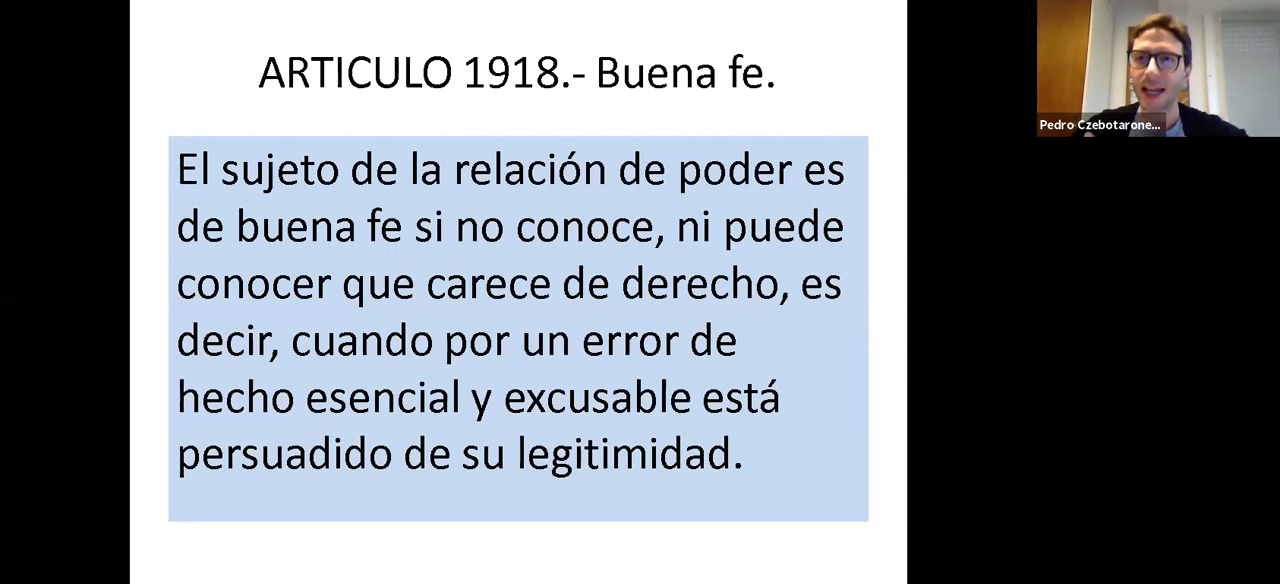 ARTICULO 1918.- Buena fe.
El sujeto de la relación de poder es
de buena fe si no conoce, ni puede
conocer que carece de derecho, es
decir, cuando por un error de
hecho esencial y excusable está
persuadido de su legitimidad.
Pedro Czebotarone...